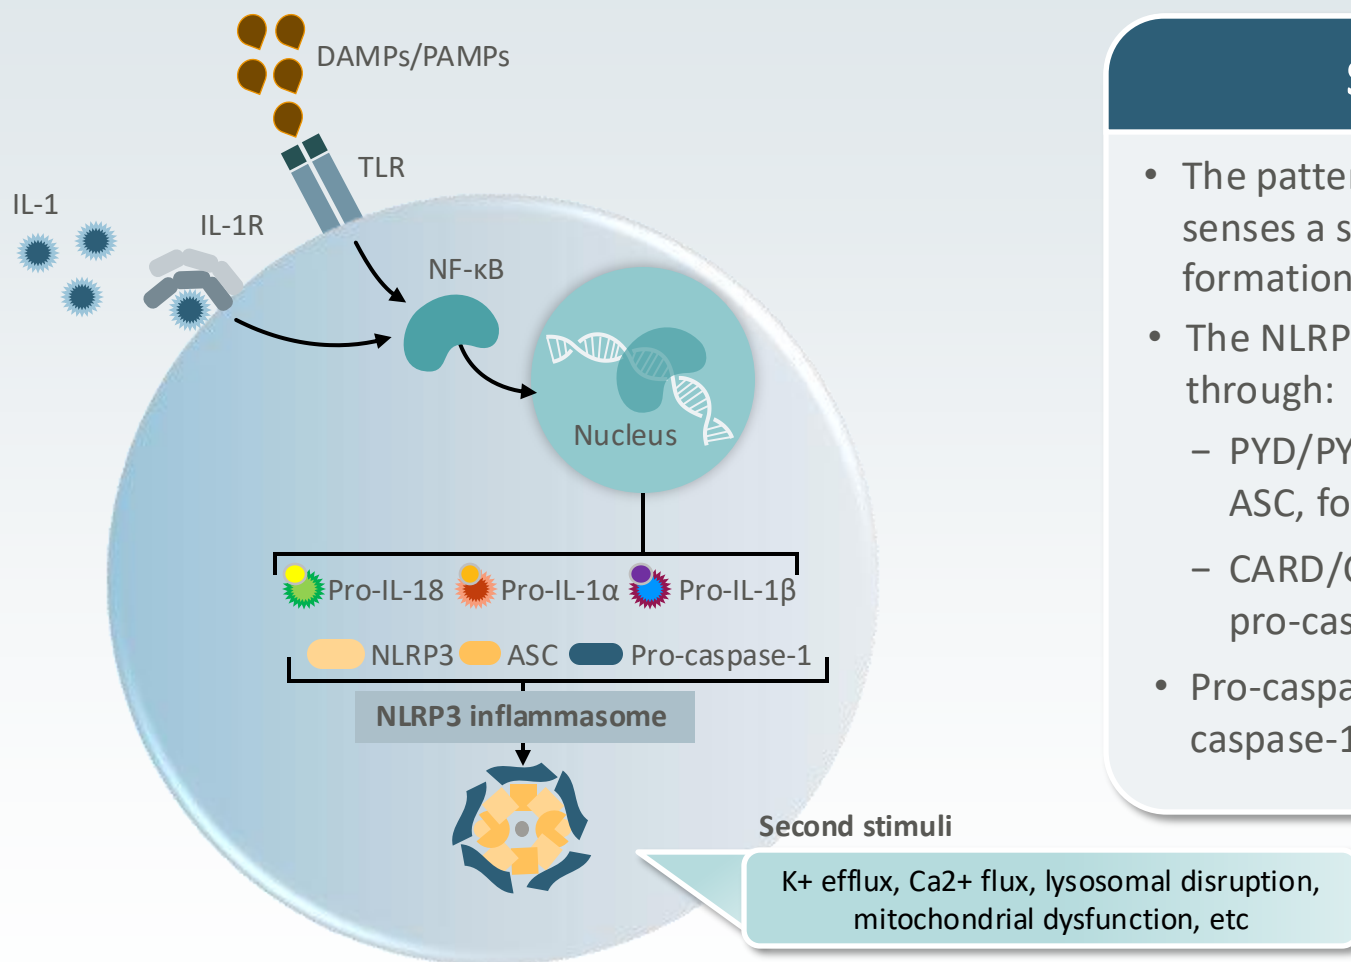 DAMPs/PAMPs
TLR
IL-1
IL-1R
NF-κB
Nucleus
Pro-IL-18
Pro-IL-1α
Pro-IL-1β
NLRP3
ASC
Pro-caspase-1
NLRP3 inflammasome
Second stimuli
K+ efflux, Ca2+ flux, lysosomal disruption,
mitochondrial dysfunction, etc
S
• The patter
senses a s
formation
• The NLRP
through:
– PYD/PY
ASC, fo
– CARD/C
pro-cas
• Pro-caspa
caspase-1